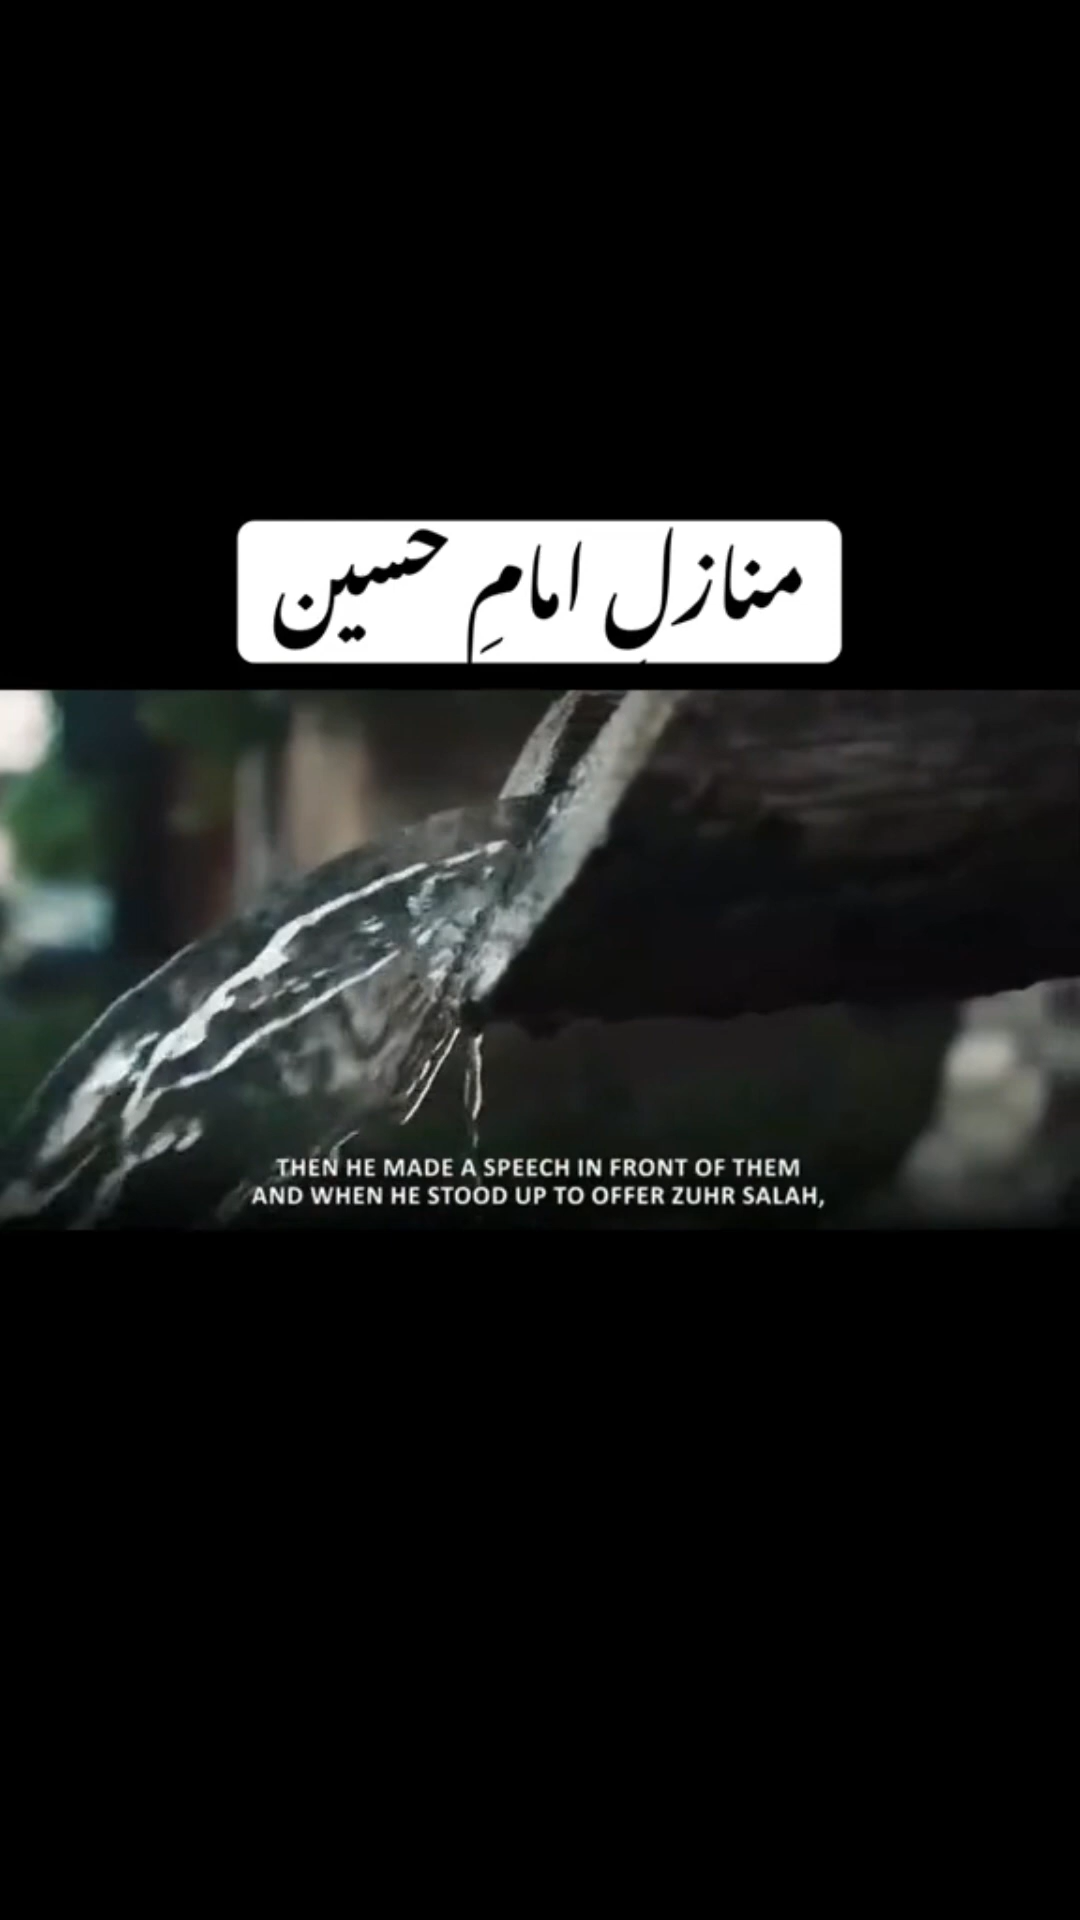 منازلِ امامِ حسین
THEN HE MADE A SPEECH IN FRONT OF THEM
AND WHEN HE STOOD UP TO OFFER ZUHR SALAH,